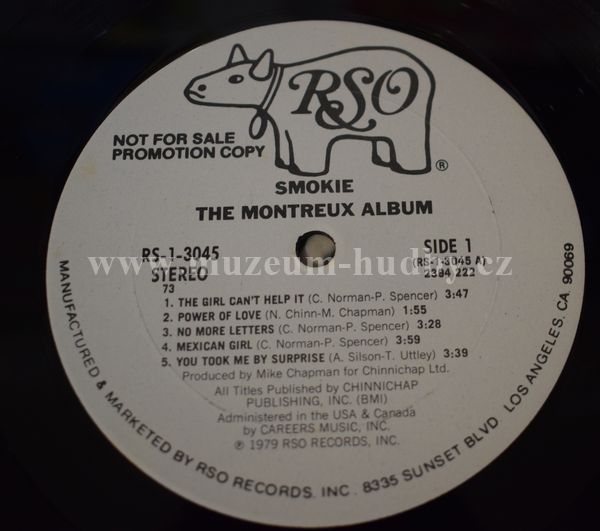 RSO
®
NOT FOR SALE
PROMOTION COPY
SMOKIE
THE MONTREUX ALBUM
RS-1-3045
STEREO
73
SIDE 1
(RS-1-3045 A)
2394 222
www.muzeum-hudby.cz
1. THE GIRL CAN'T HELP IT (C. Norman-P. Spencer) 3:47
2. POWER OF LOVE (N. Chinn-M. Chapman) 1:55
3. NO MORE LETTERS (C. Norman-P. Spencer) 3:28
4. MEXICAN GIRL (C. Norman-P. Spencer) 3:59
5. YOU TOOK ME BY SURPRISE (A. Silson-T. Uttley) 3:39
Produced by Mike Chapman for Chinnichap Ltd.
All Titles Published by CHINNICHAP
PUBLISHING, INC. (BMI)
Administered in the USA & Canada
by CAREERS MUSIC, INC.
℗ 1979 RSO RECORDS, INC.
MANUFACTURED & MARKETED BY RSO RECORDS, INC. 8335 SUNSET BLVD. LOS ANGELES, CA. 90069